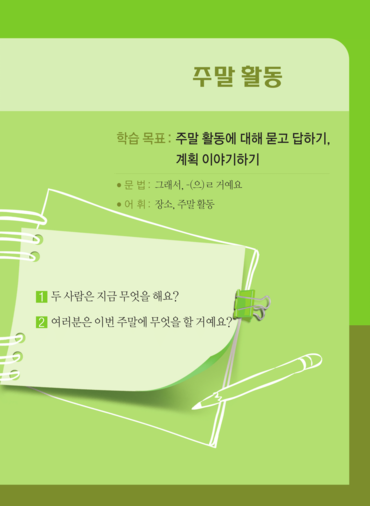 주말 활동
학습 목표 : 주말 활동에 대해 묻고 답하기,
계획 이야기하기
● 문 법 : 그래서, -(으)ㄹ 거예요
● 어 휘 : 장소, 주말 활동
1 두 사람은 지금 무엇을 해요?
2 여러분은 이번 주말에 무엇을 할 거예요?